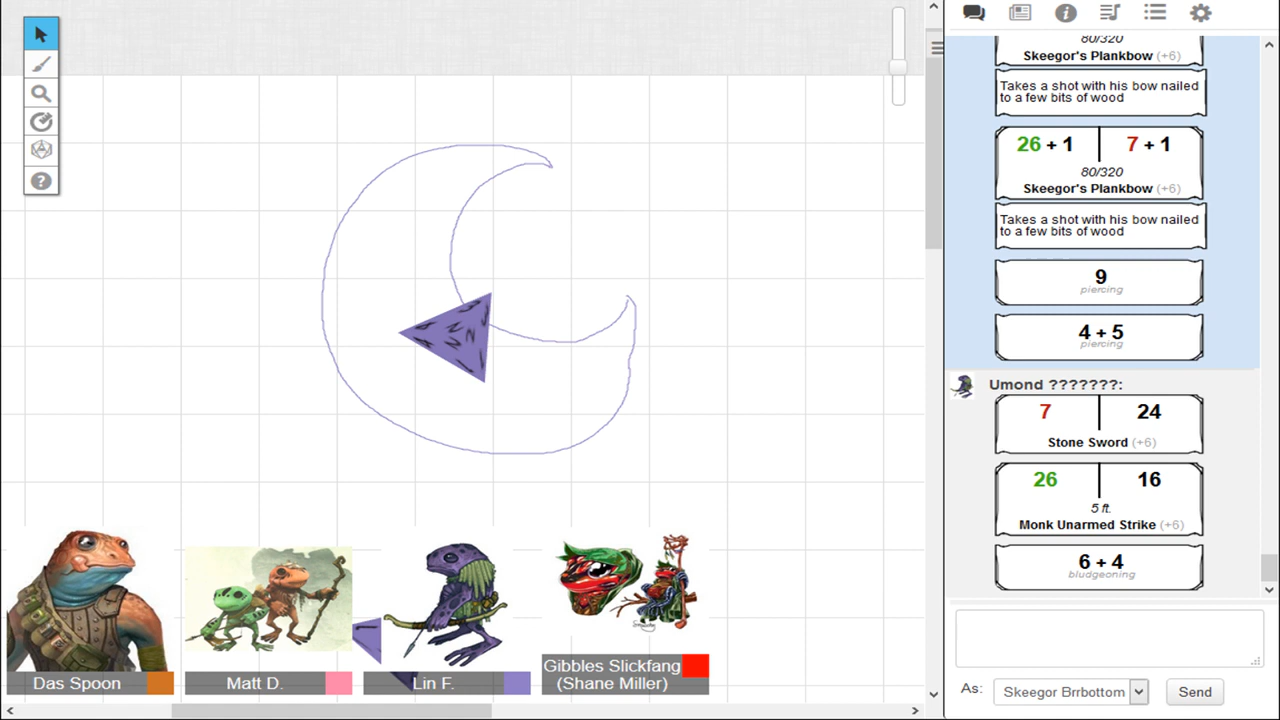 80/320
Skeegor's Plankbow (+6)
Takes a shot with his bow nailed
to a few bits of wood
26 + 1 7 + 1
80/320
Skeegor's Plankbow (+6)
Takes a shot with his bow nailed
to a few bits of wood
9
piercing
4 + 5
piercing
Umond ???????:
7 24
Stone Sword (+6)
26 16
5 ft.
Monk Unarmed Strike (+6)
6 + 4
bludgeoning
As: Skeegor Brrbottom Send
Das Spoon
Matt D.
Lin F.
Gibbles Slickfang
(Shane Miller)